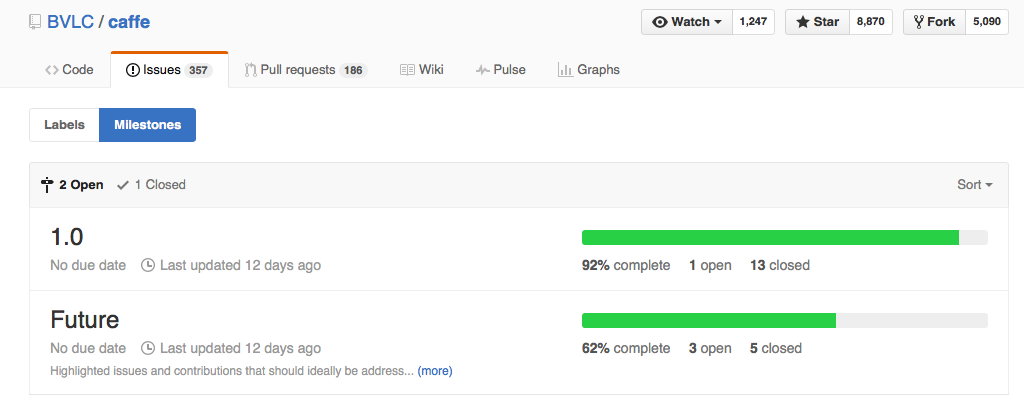 BVLC / caffe
Watch 1,247 Star 8,870 Fork 5,090
Code Issues 357 Pull requests 186 Wiki Pulse Graphs
Labels Milestones
2 Open 1 Closed Sort
1.0
No due date Last updated 12 days ago
92% complete 1 open 13 closed
Future
No due date Last updated 12 days ago
62% complete 3 open 5 closed
Highlighted issues and contributions that should ideally be address... (more)